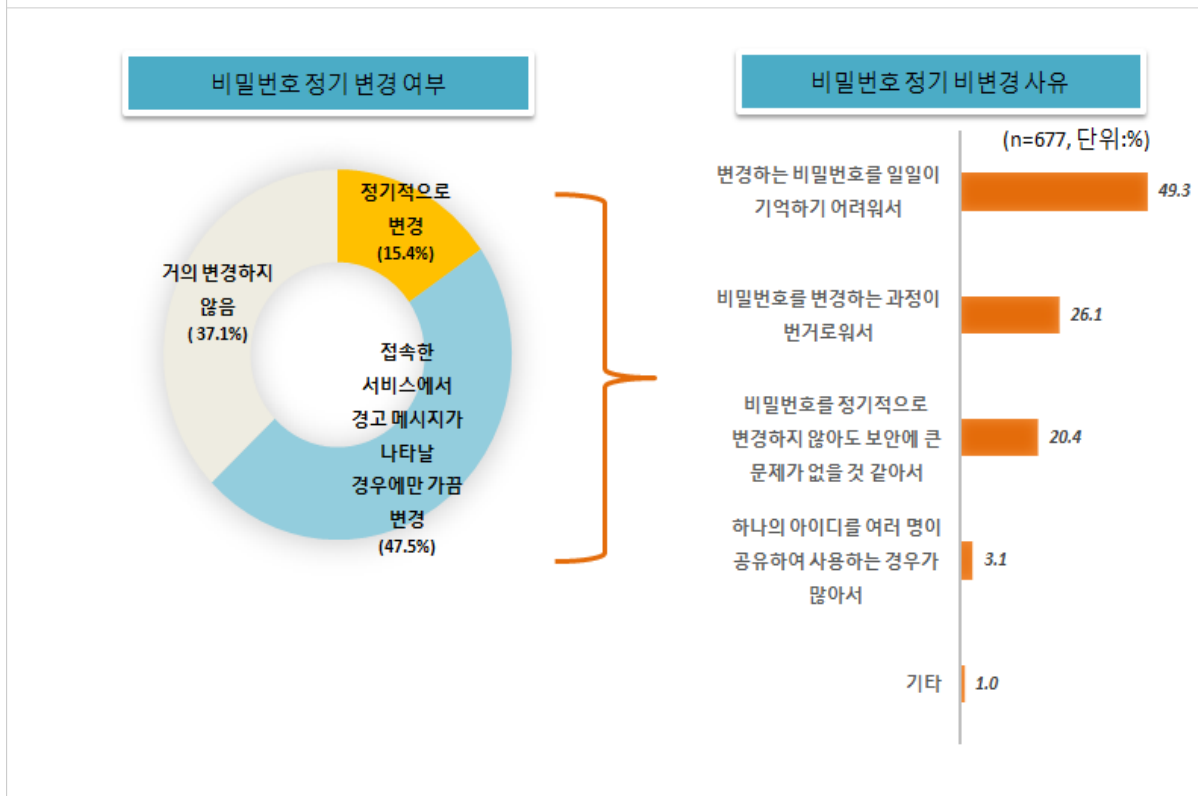 비밀번호 정기 변경 여부
정기적으로
변경
(15.4%)
거의 변경하지
않음
( 37.1%)
접속한
서비스에서
경고 메시지가
나타날
경우에만 가끔
변경
(47.5%)
비밀번호 정기 비변경 사유
(n=677, 단위:%)
변경하는 비밀번호를 일일이
기억하기 어려워서
49.3
비밀번호를 변경하는 과정이
번거로워서
26.1
비밀번호를 정기적으로
변경하지 않아도 보안에 큰
문제가 없을 것 같아서
20.4
하나의 아이디를 여러 명이
공유하여 사용하는 경우가
많아서
3.1
기타
1.0